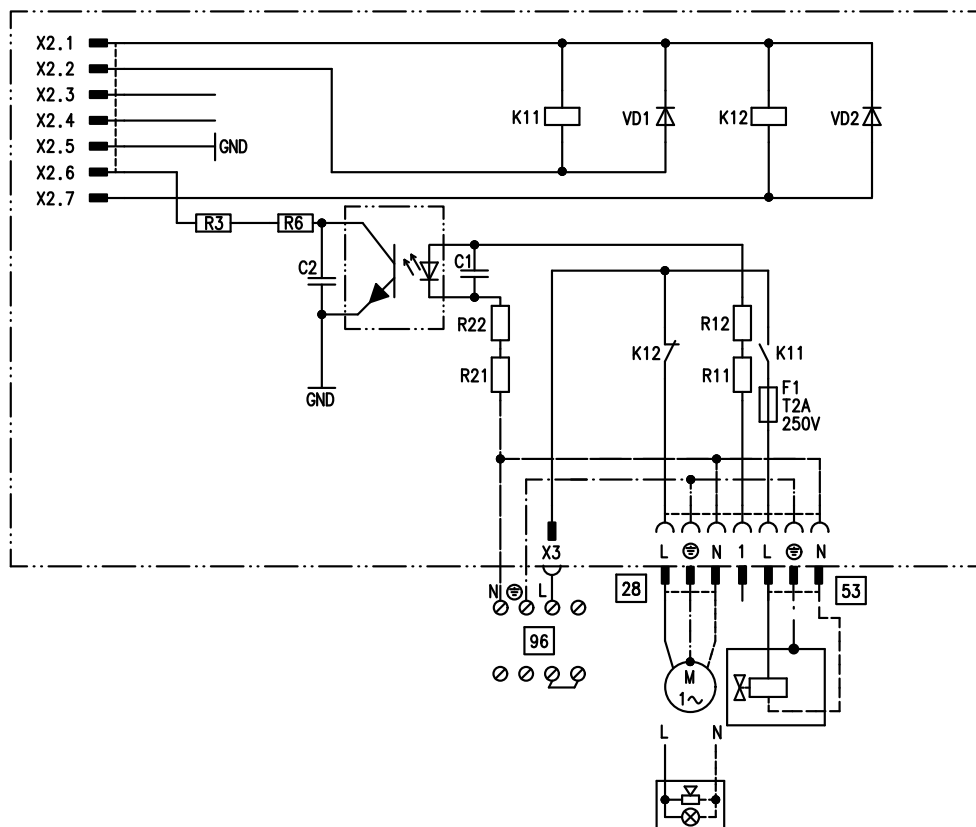 X2.1
X2.2
X2.3
X2.4
X2.5
X2.6
X2.7
GND
K11
VD1
K12
VD2
R3
R6
C2
C1
GND
R22
R21
R12
R11
K12
K11
F1
T2A
250V
X3
L
N
1
L
N
N
L
28
53
96
M
1~
L
N